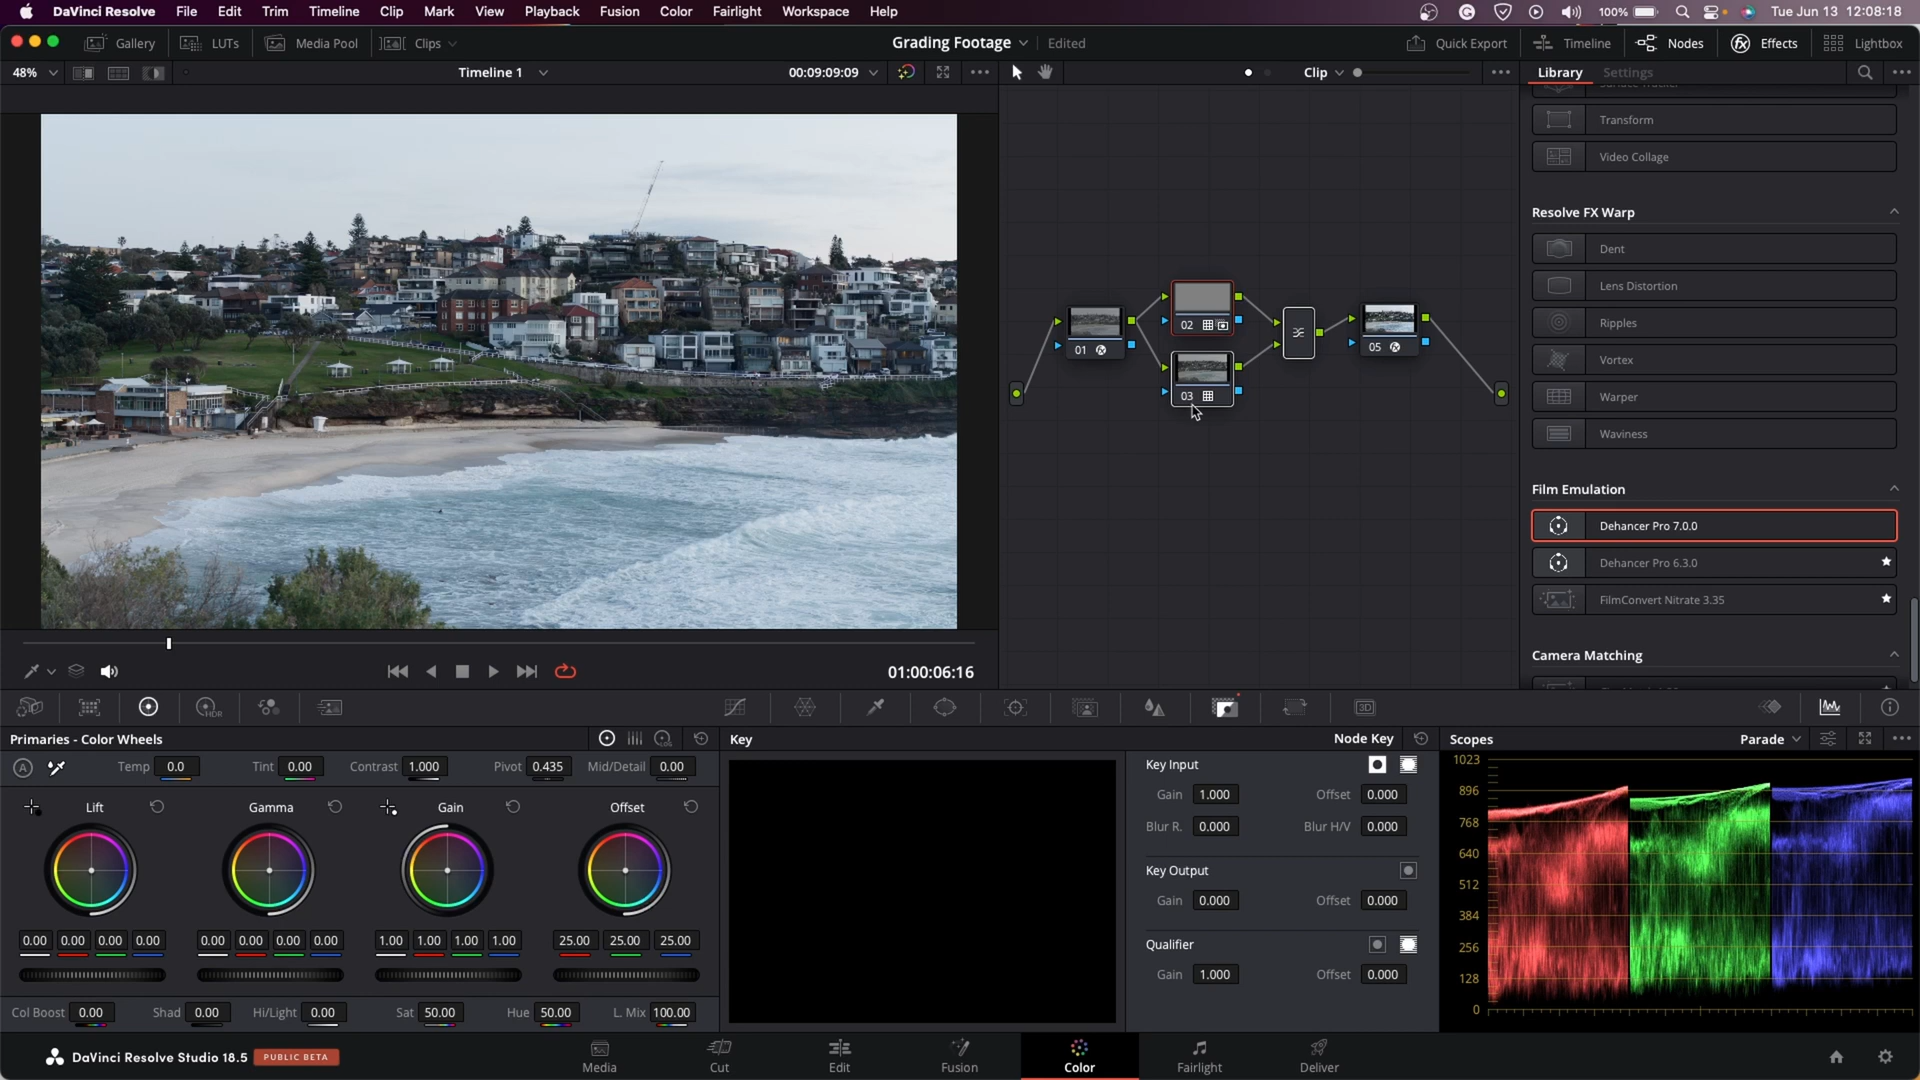 DaVinci Resolve File Edit Trim Timeline Clip Mark View Playback Fusion Color Fairlight Workspace Help 100% Tue Jun 13 12:08:18
Gallery LUTs Media Pool Clips Grading Footage Edited Quick Export Timeline Nodes Effects Lightbox
48% Timeline 1 00:09:09:09 Clip Library Settings
Surface Tracker
Transform
Video Collage
Resolve FX Warp
Dent
Lens Distortion
Ripples
Vortex
Warper
Waviness
Film Emulation
Dehancer Pro 7.0.0
Dehancer Pro 6.3.0
FilmConvert Nitrate 3.35
Camera Matching
01
02
03
05
01:00:06:16
HDR
3D
Primaries - Color Wheels
Key
Node Key
Scopes
Parade
A Temp 0.0 Tint 0.00 Contrast 1.000 Pivot 0.435 Mid/Detail 0.00
Lift Gamma Gain Offset
0.00 0.00 0.00 0.00 0.00 0.00 0.00 0.00 1.00 1.00 1.00 1.00 25.00 25.00 25.00
Col Boost 0.00 Shad 0.00 Hi/Light 0.00 Sat 50.00 Hue 50.00 L. Mix 100.00
Key Input
Gain 1.000 Offset 0.000
Blur R. 0.000 Blur H/V 0.000
Key Output
Gain 0.000 Offset 0.000
Qualifier
Gain 1.000 Offset 0.000
1023
896
768
640
512
384
256
128
0
DaVinci Resolve Studio 18.5 PUBLIC BETA
Media Cut Edit Fusion Color Fairlight Deliver